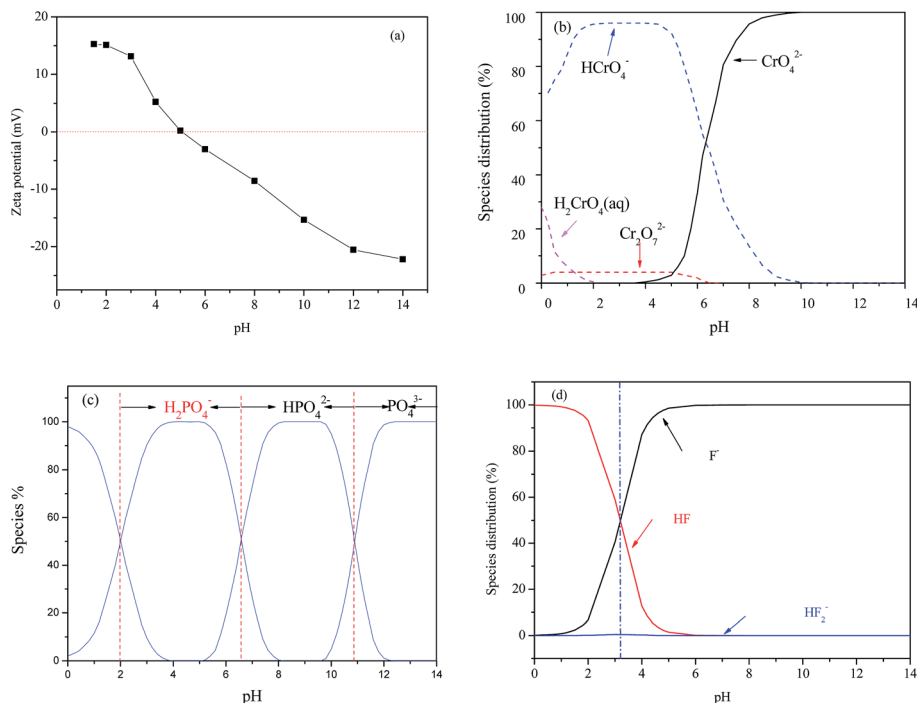 (a)
Zeta potential (mV)
20
10
0
-10
-20
0 2 4 6 8 10 12 14
pH
(b)
Species distribution (%)
100
80
60
40
20
0
HCrO₄⁻
CrO₄²⁻
H₂CrO₄(aq)
Cr₂O₇²⁻
0 2 4 6 8 10 12 14
pH
(c)
H₂PO₄⁻ HPO₄²⁻ PO₄³⁻
Species %
100
80
60
40
20
0
0 2 4 6 8 10 12 14
pH
(d)
Species distribution (%)
100
80
60
40
20
0
F⁻
HF
HF₂⁻
0 2 4 6 8 10 12 14
pH